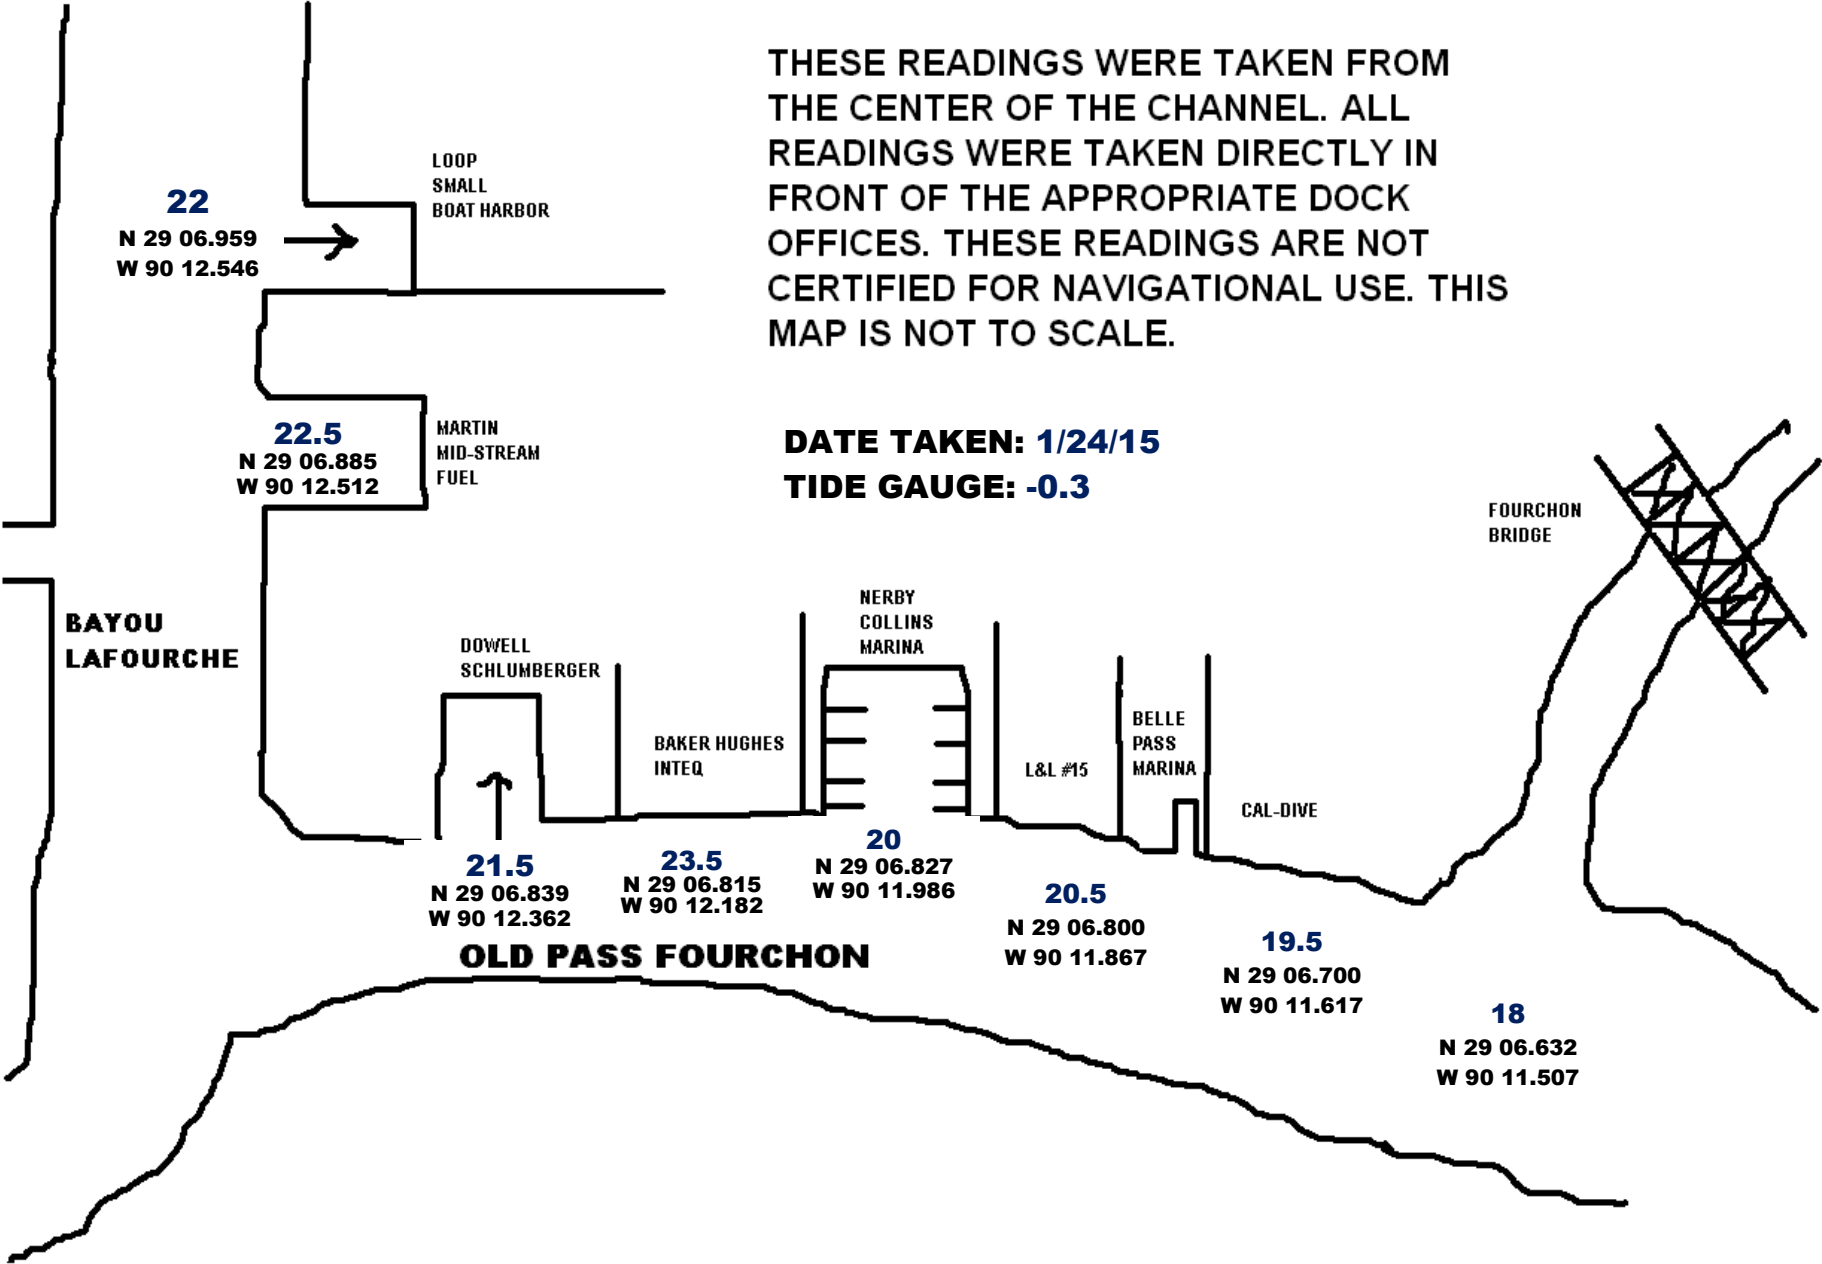 THESE READINGS WERE TAKEN FROM
THE CENTER OF THE CHANNEL. ALL
READINGS WERE TAKEN DIRECTLY IN
FRONT OF THE APPROPRIATE DOCK
OFFICES. THESE READINGS ARE NOT
CERTIFIED FOR NAVIGATIONAL USE. THIS
MAP IS NOT TO SCALE.
LOOP
SMALL
BOAT HARBOR
22
N 29 06.959
W 90 12.546
22.5
N 29 06.885
W 90 12.512
MARTIN
MID-STREAM
FUEL
DATE TAKEN: 1/24/15
TIDE GAUGE: -0.3
FOURCHON
BRIDGE
BAYOU
LAFOURCHE
DOWELL
SCHLUMBERGER
BAKER HUGHES
INTEQ
NERBY
COLLINS
MARINA
L&L #15
BELLE
PASS
MARINA
CAL-DIVE
21.5
N 29 06.839
W 90 12.362
23.5
N 29 06.815
W 90 12.182
20
N 29 06.827
W 90 11.986
20.5
N 29 06.800
W 90 11.867
19.5
N 29 06.700
W 90 11.617
18
N 29 06.632
W 90 11.507
OLD PASS FOURCHON